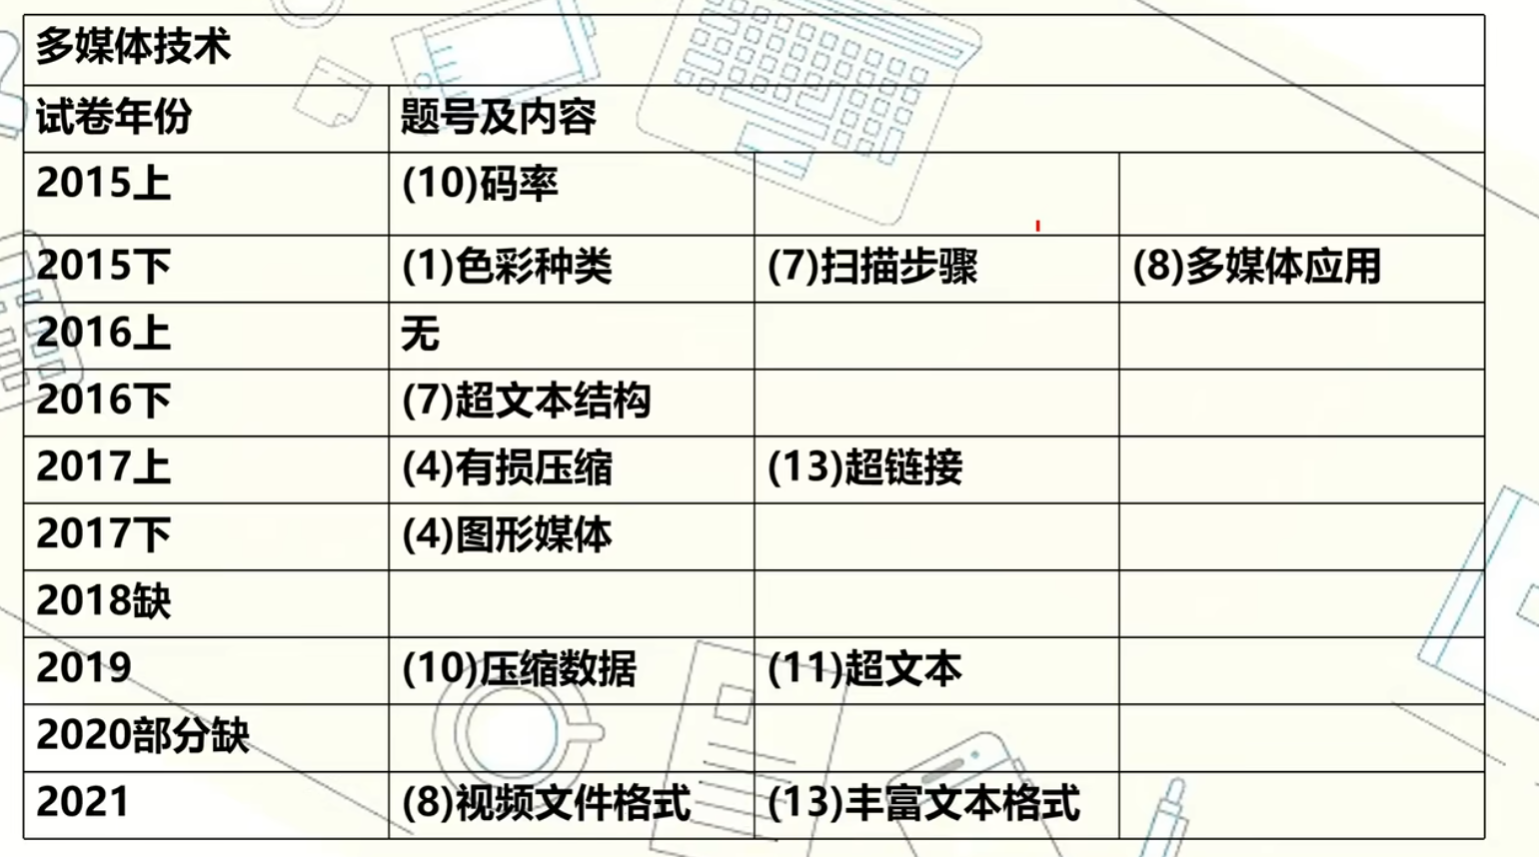 多媒体技术
试卷年份 题号及内容
2015上 (10)码率
2015下 (1)色彩种类 (7)扫描步骤 (8)多媒体应用
2016上 无
2016下 (7)超文本结构
2017上 (4)有损压缩 (13)超链接
2017下 (4)图形媒体
2018缺
2019 (10)压缩数据 (11)超文本
2020部分缺
2021 (8)视频文件格式 (13)丰富文本格式